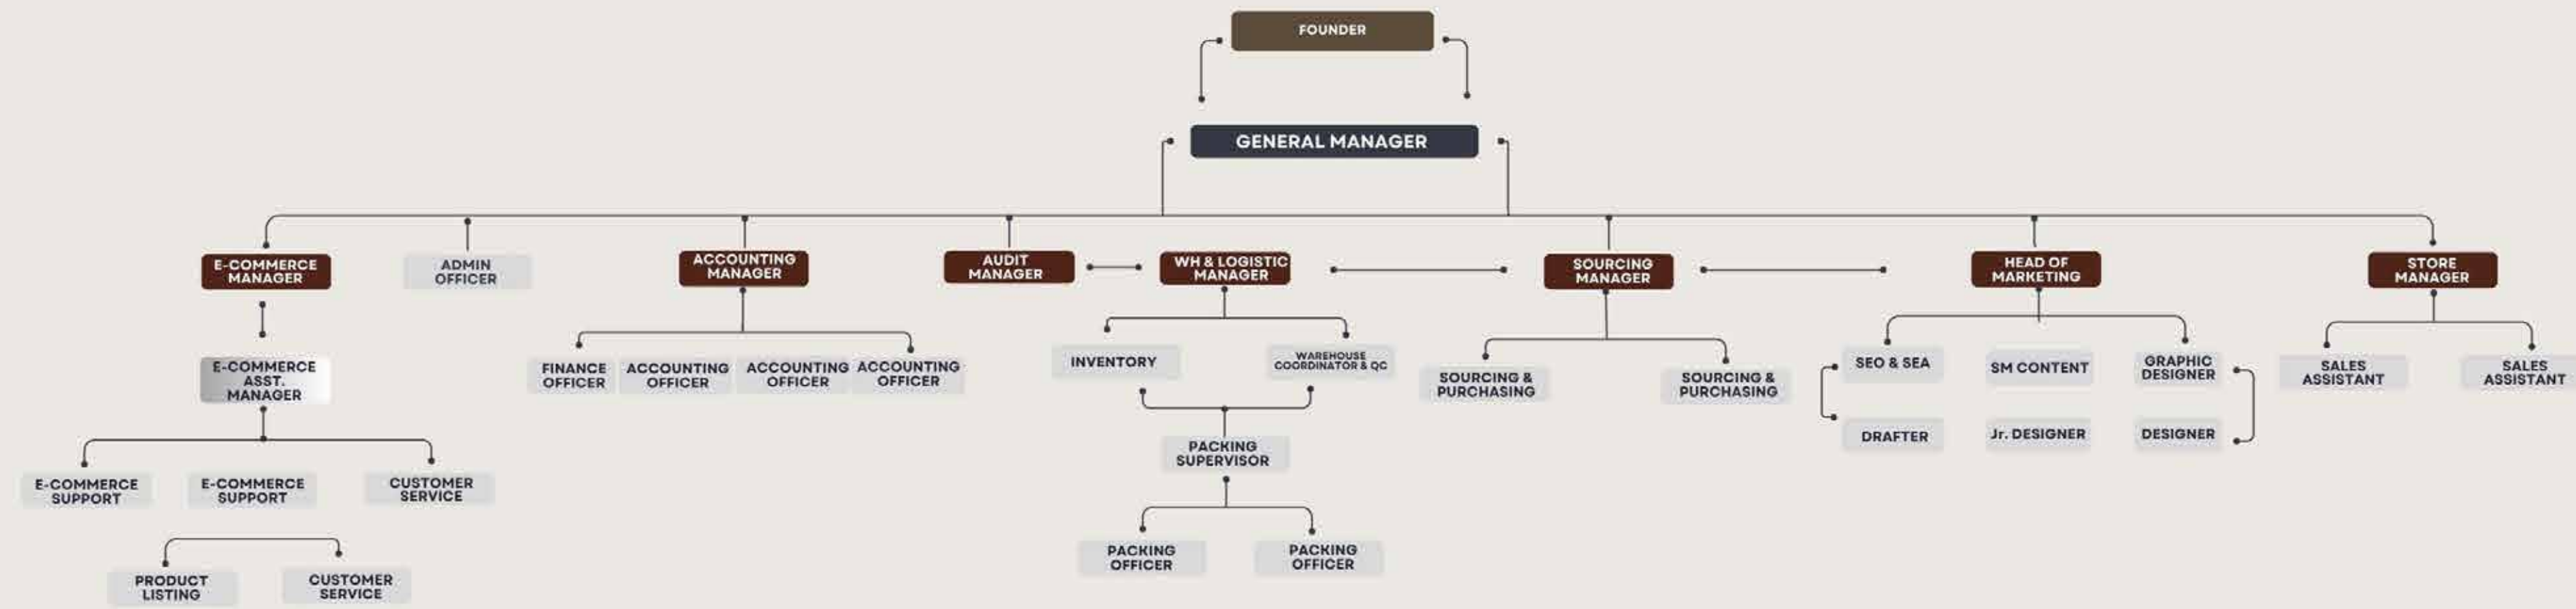 FOUNDER
GENERAL MANAGER
E-COMMERCE
MANAGER
ADMIN
OFFICER
ACCOUNTING
MANAGER
AUDIT
MANAGER
WH & LOGISTIC
MANAGER
SOURCING
MANAGER
HEAD OF
MARKETING
STORE
MANAGER
E-COMMERCE
ASST.
MANAGER
FINANCE
OFFICER
ACCOUNTING
OFFICER
ACCOUNTING
OFFICER
ACCOUNTING
OFFICER
INVENTORY
WAREHOUSE
COORDINATOR & QC
SOURCING &
PURCHASING
SOURCING &
PURCHASING
SEO & SEA
SM CONTENT
GRAPHIC
DESIGNER
SALES
ASSISTANT
SALES
ASSISTANT
DRAFTER
Jr. DESIGNER
DESIGNER
PACKING
SUPERVISOR
E-COMMERCE
SUPPORT
E-COMMERCE
SUPPORT
CUSTOMER
SERVICE
PACKING
OFFICER
PACKING
OFFICER
PRODUCT
LISTING
CUSTOMER
SERVICE